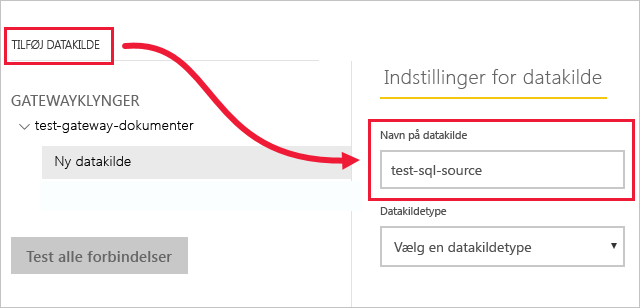 TILFØJ DATAKILDE
GATEWAYKLYNGER
test-gateway-dokumenter
Ny datakilde
Test alle forbindelser
Indstillinger for datakilde
Navn på datakilde
test-sql-source
Datakildetype
Vælg en datakildetype